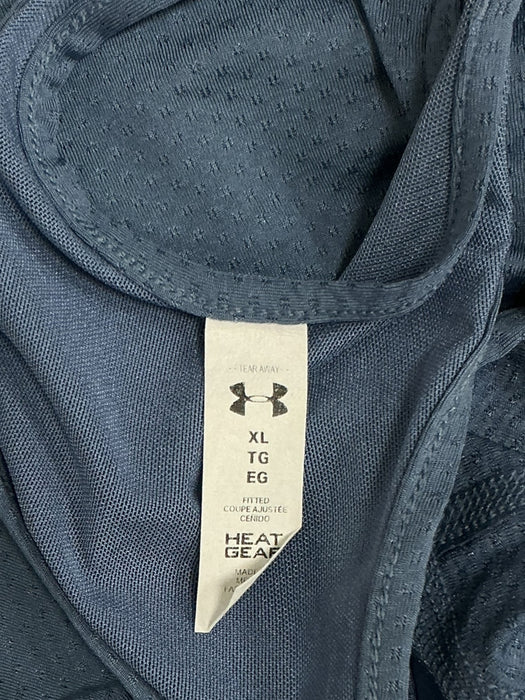 --TEAR AWAY--
XL
TG
EG
FITTED
COUPE AJUSTÉE
CEÑIDO
HEAT
GEAR